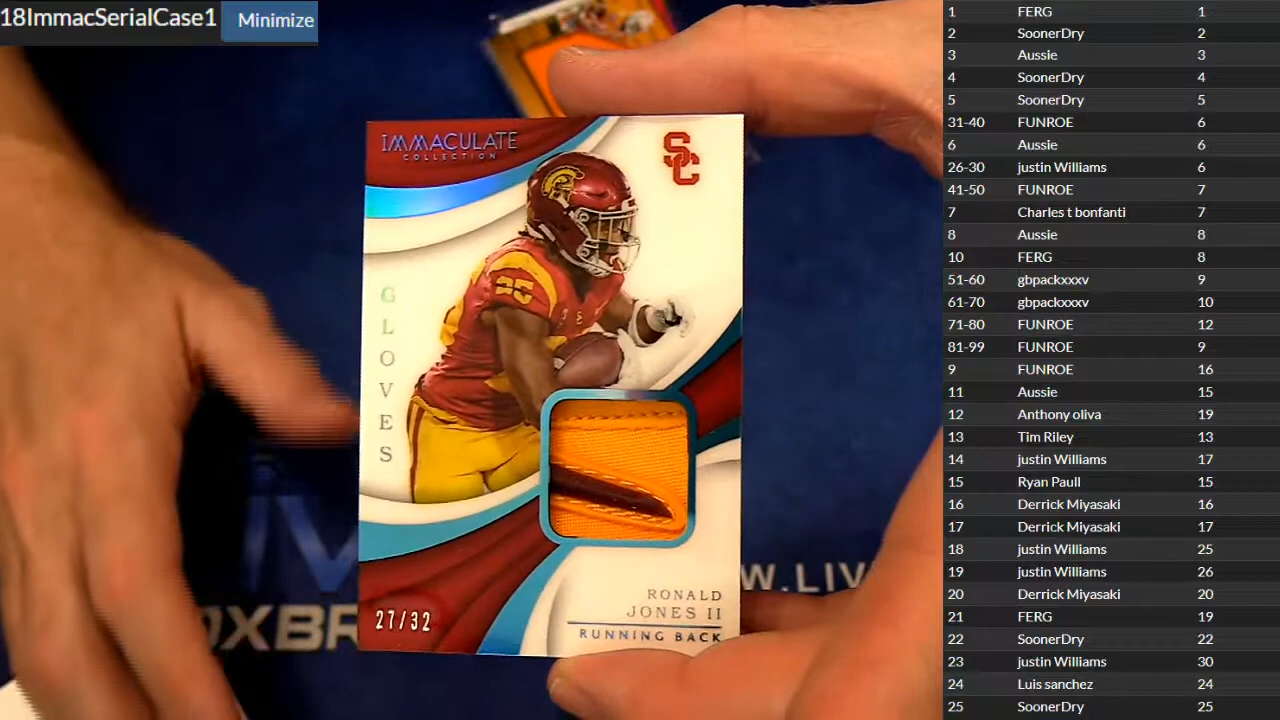 18ImmacSerialCase1 Minimize
IMMACULATE
COLLECTION
SC
GLOVES
25
27/32
RONALD
JONES II
RUNNING BACK
W.LIV
OXBR
1 FERG 1
2 SoonerDry 2
3 Aussie 3
4 SoonerDry 4
5 SoonerDry 5
31-40 FUNROE 6
6 Aussie 6
26-30 justin Williams 6
41-50 FUNROE 7
7 Charles t bonfanti 7
8 Aussie 8
10 FERG 8
51-60 gbpackxxxv 9
61-70 gbpackxxxv 10
71-80 FUNROE 12
81-99 FUNROE 9
9 FUNROE 16
11 Aussie 15
12 Anthony oliva 19
13 Tim Riley 13
14 justin Williams 17
15 Ryan Paull 15
16 Derrick Miyasaki 16
17 Derrick Miyasaki 17
18 justin Williams 25
19 justin Williams 26
20 Derrick Miyasaki 20
21 FERG 19
22 SoonerDry 22
23 justin Williams 30
24 Luis sanchez 24
25 SoonerDry 25